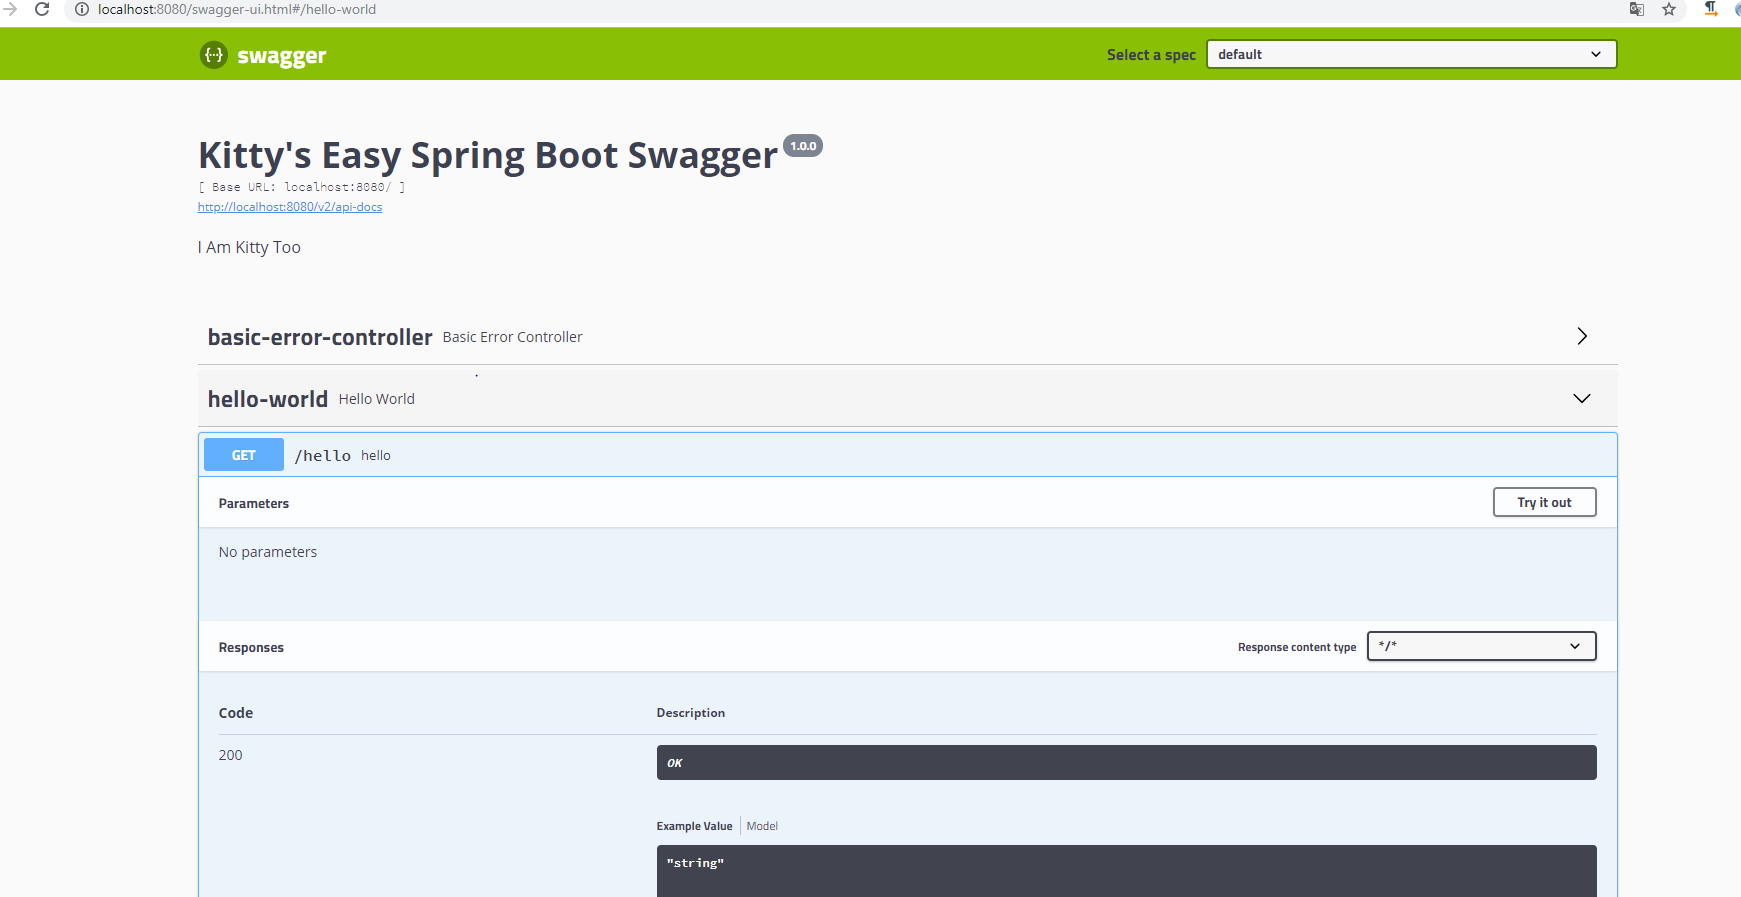 localhost:8080/swagger-ui.html#/hello-world
{···} swagger
Select a spec
default
Kitty's Easy Spring Boot Swagger 1.0.0
[ Base URL: localhost:8080/ ]
http://localhost:8080/v2/api-docs
I Am Kitty Too
basic-error-controller Basic Error Controller
hello-world Hello World
GET /hello hello
Parameters
Try it out
No parameters
Responses
Response content type
*/*
Code
Description
200
OK
Example Value
Model
"string"